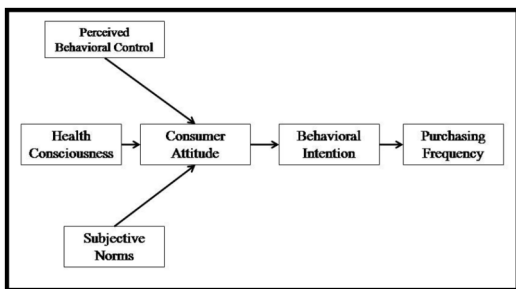 Perceived
Behavioral Control
Health
Consciousness
Consumer
Attitude
Behavioral
Intention
Purchasing
Frequency
Subjective
Norms